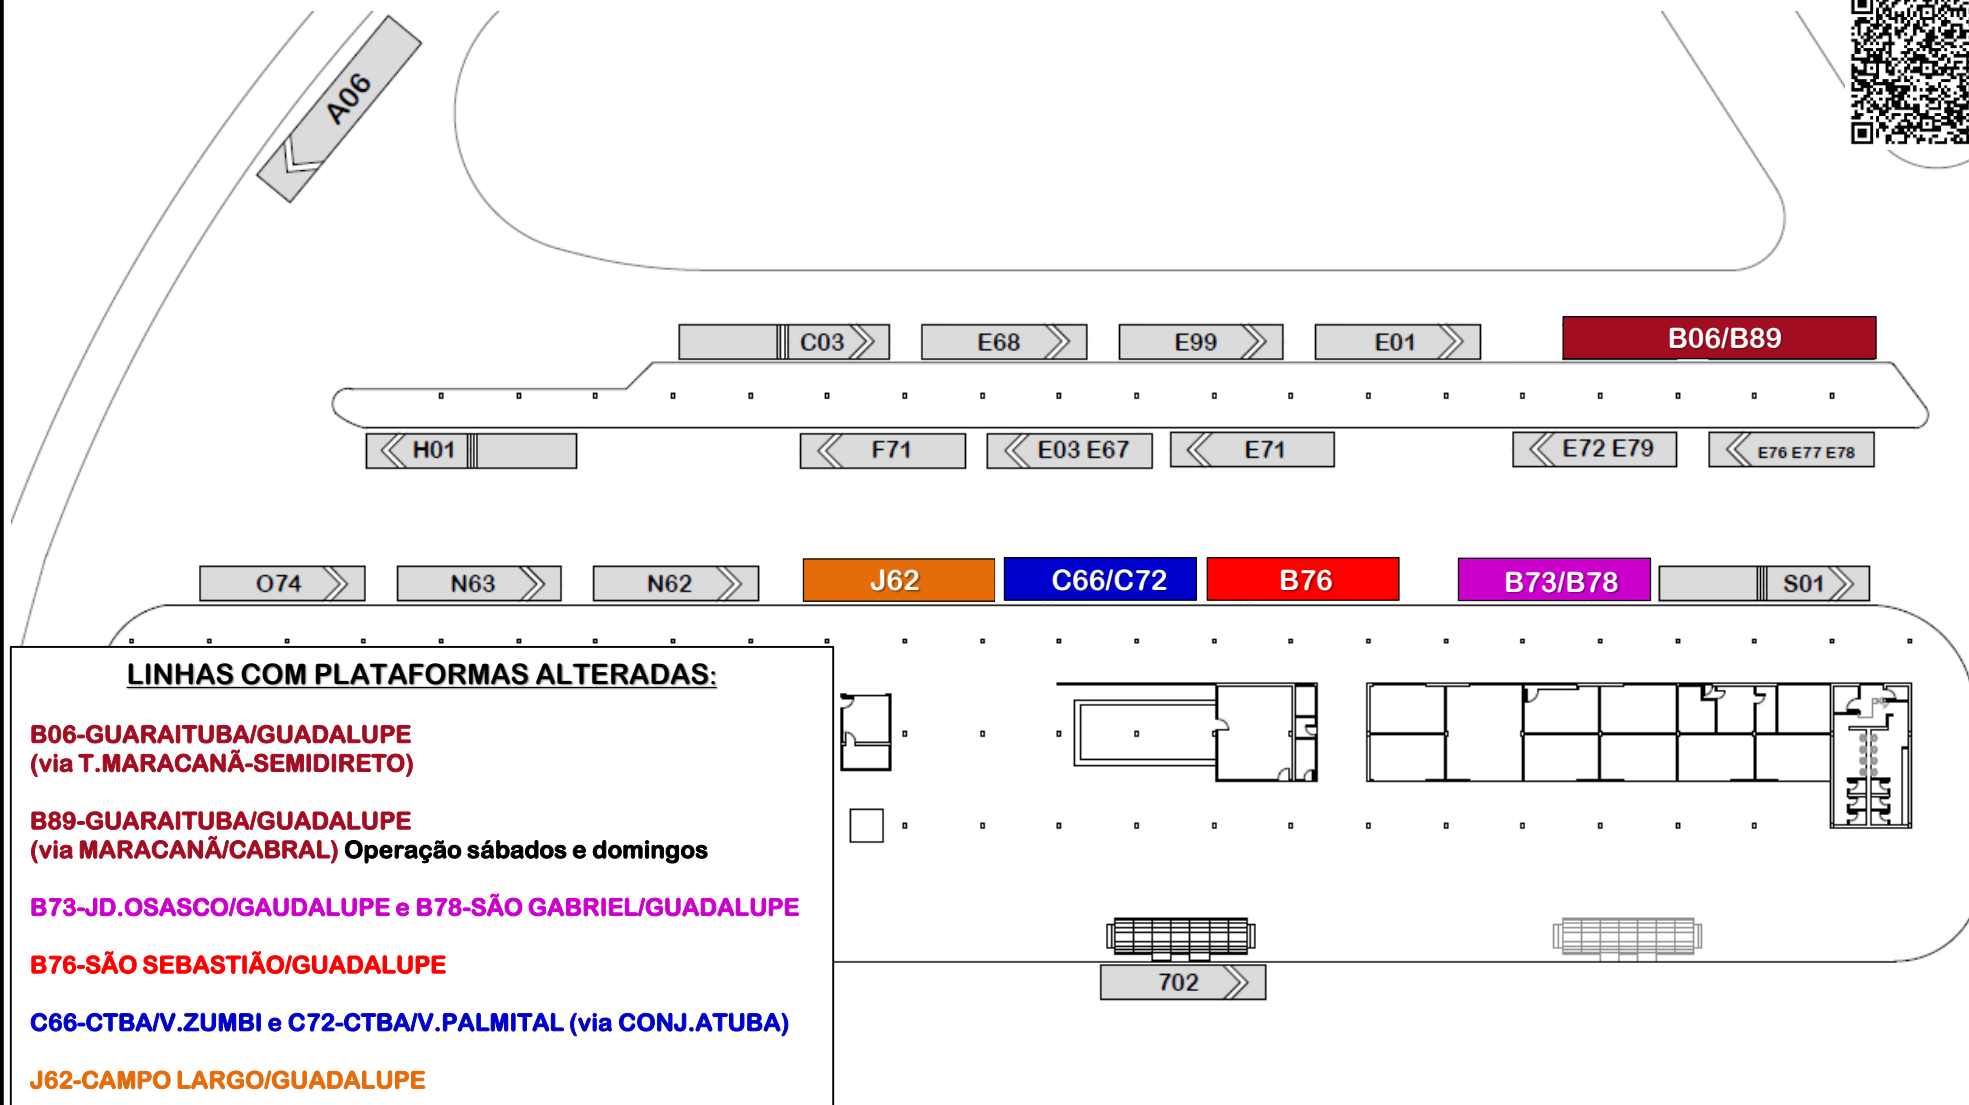 A06
C03
E68
E99
E01
B06/B89
H01
F71
E03 E67
E71
E72 E79
E76 E77 E78
O74
N63
N62
J62
C66/C72
B76
B73/B78
S01
LINHAS COM PLATAFORMAS ALTERADAS:
B06-GUARAITUBA/GUADALUPE
(via T.MARACANÃ-SEMIDIRETO)
B89-GUARAITUBA/GUADALUPE
(via MARACANÃ/CABRAL) Operação sábados e domingos
B73-JD.OSASCO/GAUDALUPE e B78-SÃO GABRIEL/GUADALUPE
B76-SÃO SEBASTIÃO/GUADALUPE
C66-CTBA/V.ZUMBI e C72-CTBA/V.PALMITAL (via CONJ.ATUBA)
J62-CAMPO LARGO/GUADALUPE
702